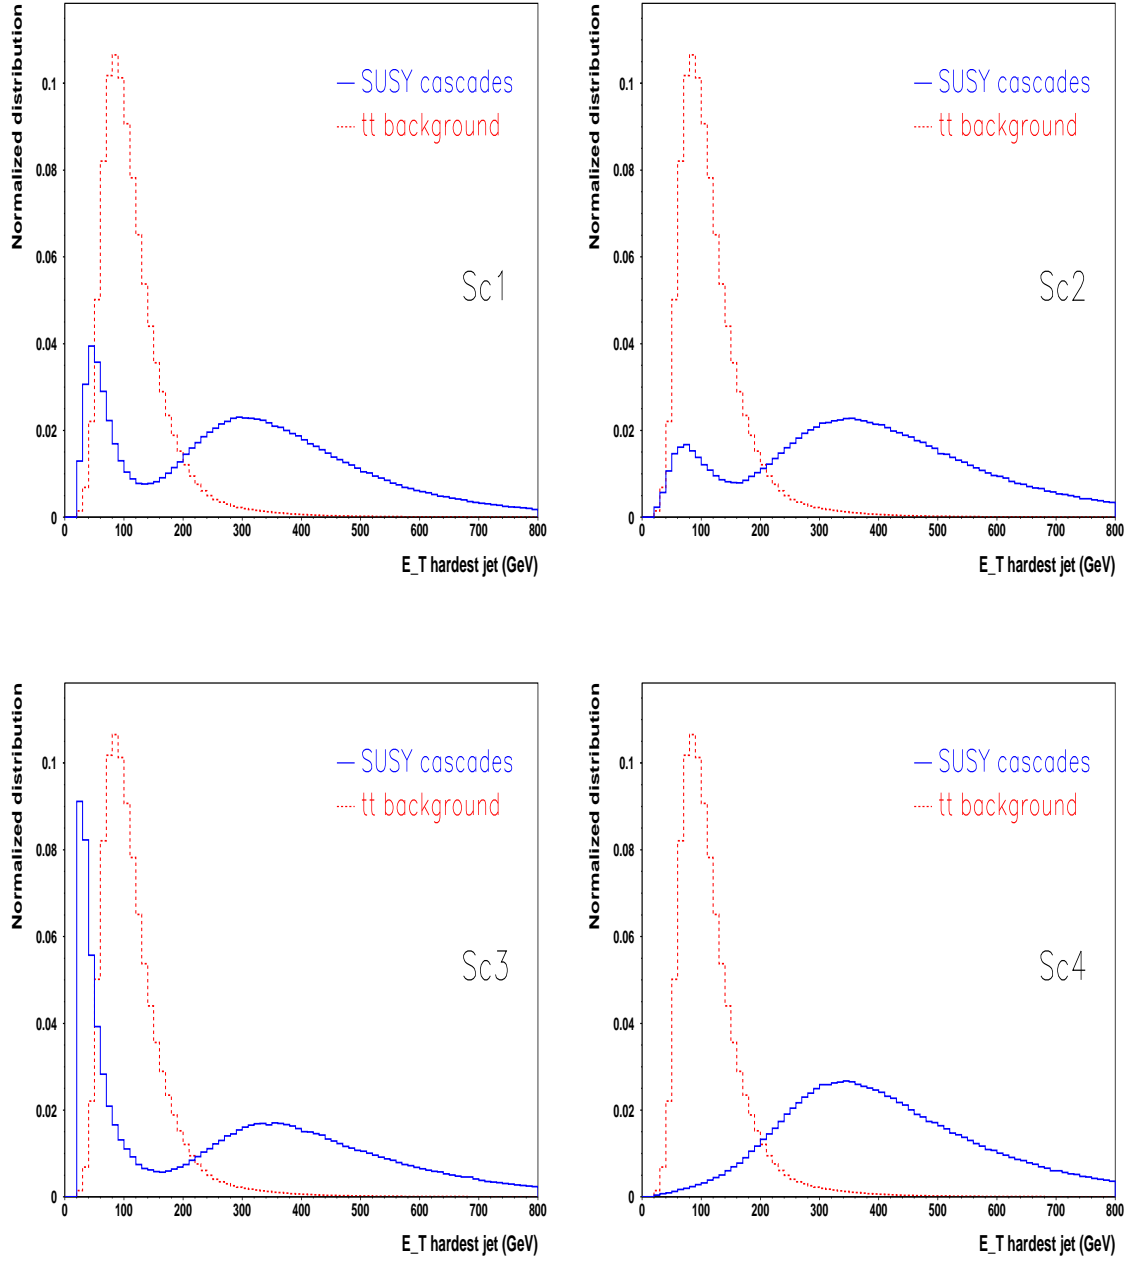 Normalized distribution
0.1
0.08
0.06
0.04
0.02
0
SUSY cascades
tt background
Sc1
0 100 200 300 400 500 600 700 800
E_T hardest jet (GeV)
Normalized distribution
0.1
0.08
0.06
0.04
0.02
0
SUSY cascades
tt background
Sc2
0 100 200 300 400 500 600 700 800
E_T hardest jet (GeV)
Normalized distribution
0.1
0.08
0.06
0.04
0.02
0
SUSY cascades
tt background
Sc3
0 100 200 300 400 500 600 700 800
E_T hardest jet (GeV)
Normalized distribution
0.1
0.08
0.06
0.04
0.02
0
SUSY cascades
tt background
Sc4
0 100 200 300 400 500 600 700 800
E_T hardest jet (GeV)